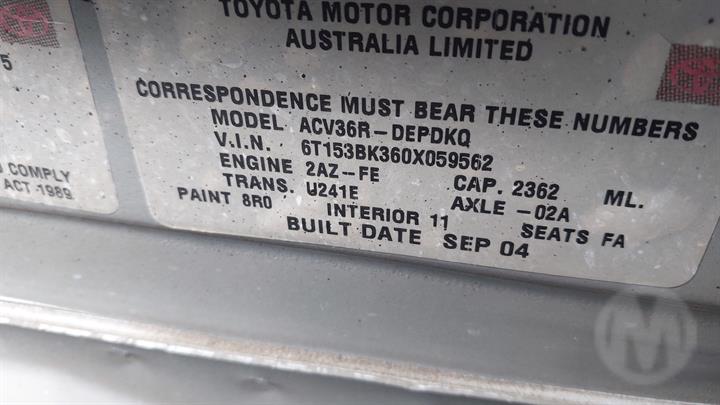 TOYOTA MOTOR CORPORATION
AUSTRALIA LIMITED
CORRESPONDENCE MUST BEAR THESE NUMBERS
MODEL ACV36R-DEPDKQ
V.I.N. 6T153BK360X059562
ENGINE 2AZ-FE CAP. 2362 ML.
TRANS. U241E AXLE -02A
PAINT 8R0 INTERIOR 11 SEATS FA
BUILT DATE SEP 04
5
COMPLY
ACT 1989
M